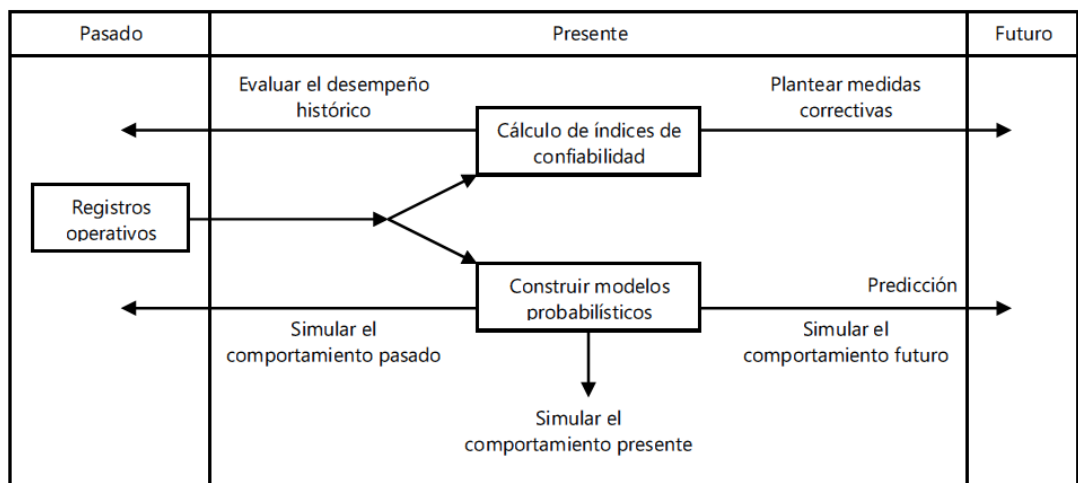 Pasado
Presente
Futuro
Evaluar el desempeño
histórico
Plantear medidas
correctivas
Cálculo de índices de
confiabilidad
Registros
operativos
Construir modelos
probabilísticos
Predicción
Simular el
comportamiento pasado
Simular el
comportamiento futuro
Simular el
comportamiento presente